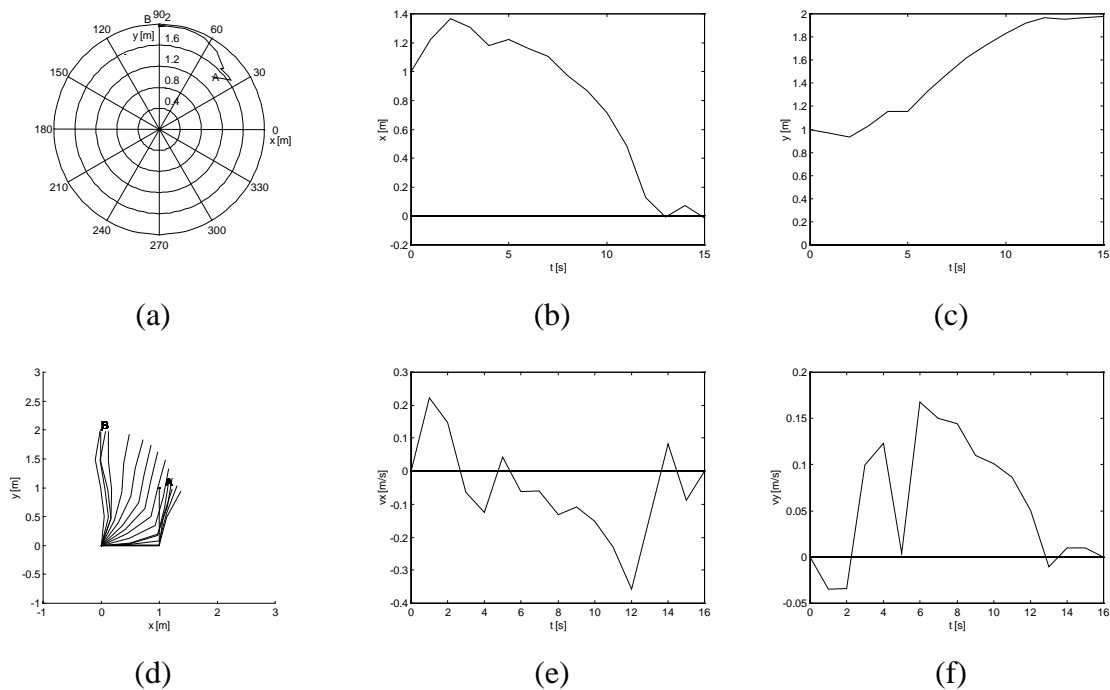 B 90 2
120
60
y [m]
1.6
1.2
150
30
A
0.8
0.4
180
0
x [m]
210
330
240
300
270
(a)
1.4
1.2
1
0.8
0.6
0.4
0.2
0
-0.2
x [m]
0 5 10 15
t [s]
(b)
2
1.8
1.6
1.4
1.2
1
0.8
0.6
0.4
0.2
0
y [m]
0 5 10 15
t [s]
(c)
3
2.5
2
1.5
1
0.5
0
-0.5
-1
y [m]
B
A
-1 0 1 2 3
x [m]
(d)
0.3
0.2
0.1
0
-0.1
-0.2
-0.3
-0.4
vx [m/s]
0 2 4 6 8 10 12 14 16
t [s]
(e)
0.2
0.15
0.1
0.05
0
-0.05
vy [m/s]
0 2 4 6 8 10 12 14 16
t [s]
(f)